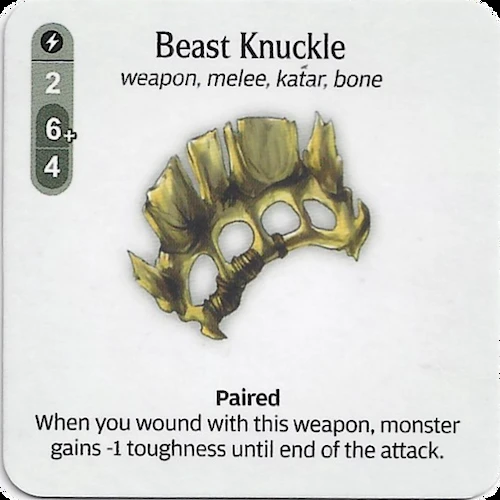 Beast Knuckle
weapon, melee, katar, bone
2
6+
4
Paired
When you wound with this weapon, monster
gains -1 toughness until end of the attack.